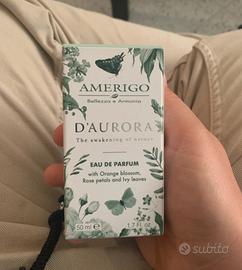 AMERIGO
Bellezza e Armonia
D'AURORA
The awakening of nature
EAU DE PARFUM
with Orange blossom,
Rose petals and Ivy leaves
50 ml e 1.7 fl. oz
subito